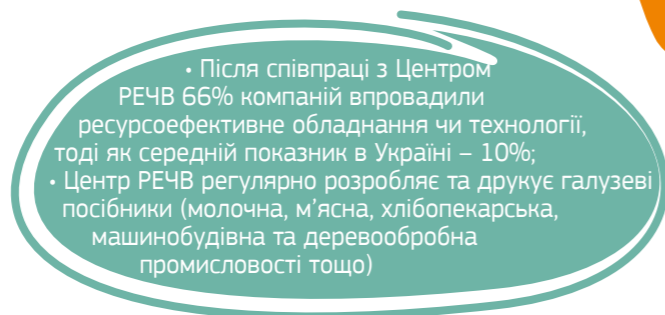 • Після співпраці з Центром
РЕЧВ 66% компаній впровадили
ресурсоефективне обладнання чи технології,
тоді як середній показник в Україні – 10%;
• Центр РЕЧВ регулярно розробляє та друкує галузеві
посібники (молочна, м’ясна, хлібопекарська,
машинобудівна та деревообробна
промисловості тощо)